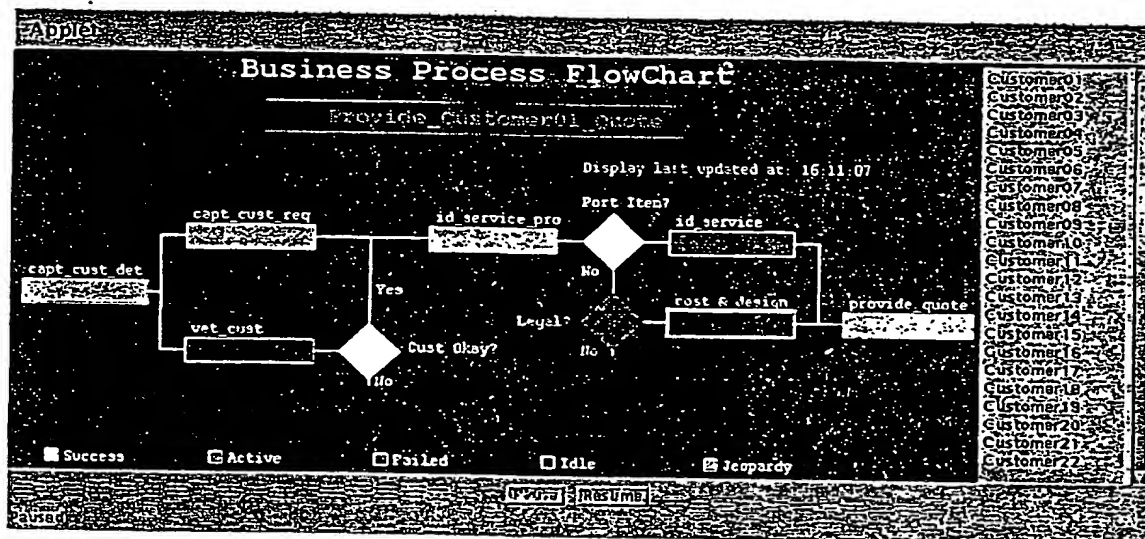 Applet
Business Process FlowChart
Provide_Customer01_Quote
Display last updated at: 16:11:07
Port Item?
capt_cust_req
id_service_pro
id_service
capt_cust_det
No
Yes
cost & design
provide_quote
Legal?
vet_cust
Cust Okay?
No
No
Success
Active
Failed
Idle
Jeopardy
Pause
Resume
Paused
Customer01
Customer02
Customer03
Customer04
Customer05
Customer06
Customer07
Customer08
Customer09
Customer10
Customer11
Customer12
Customer13
Customer14
Customer15
Customer16
Customer17
Customer18
Customer19
Customer20
Customer21
Customer22